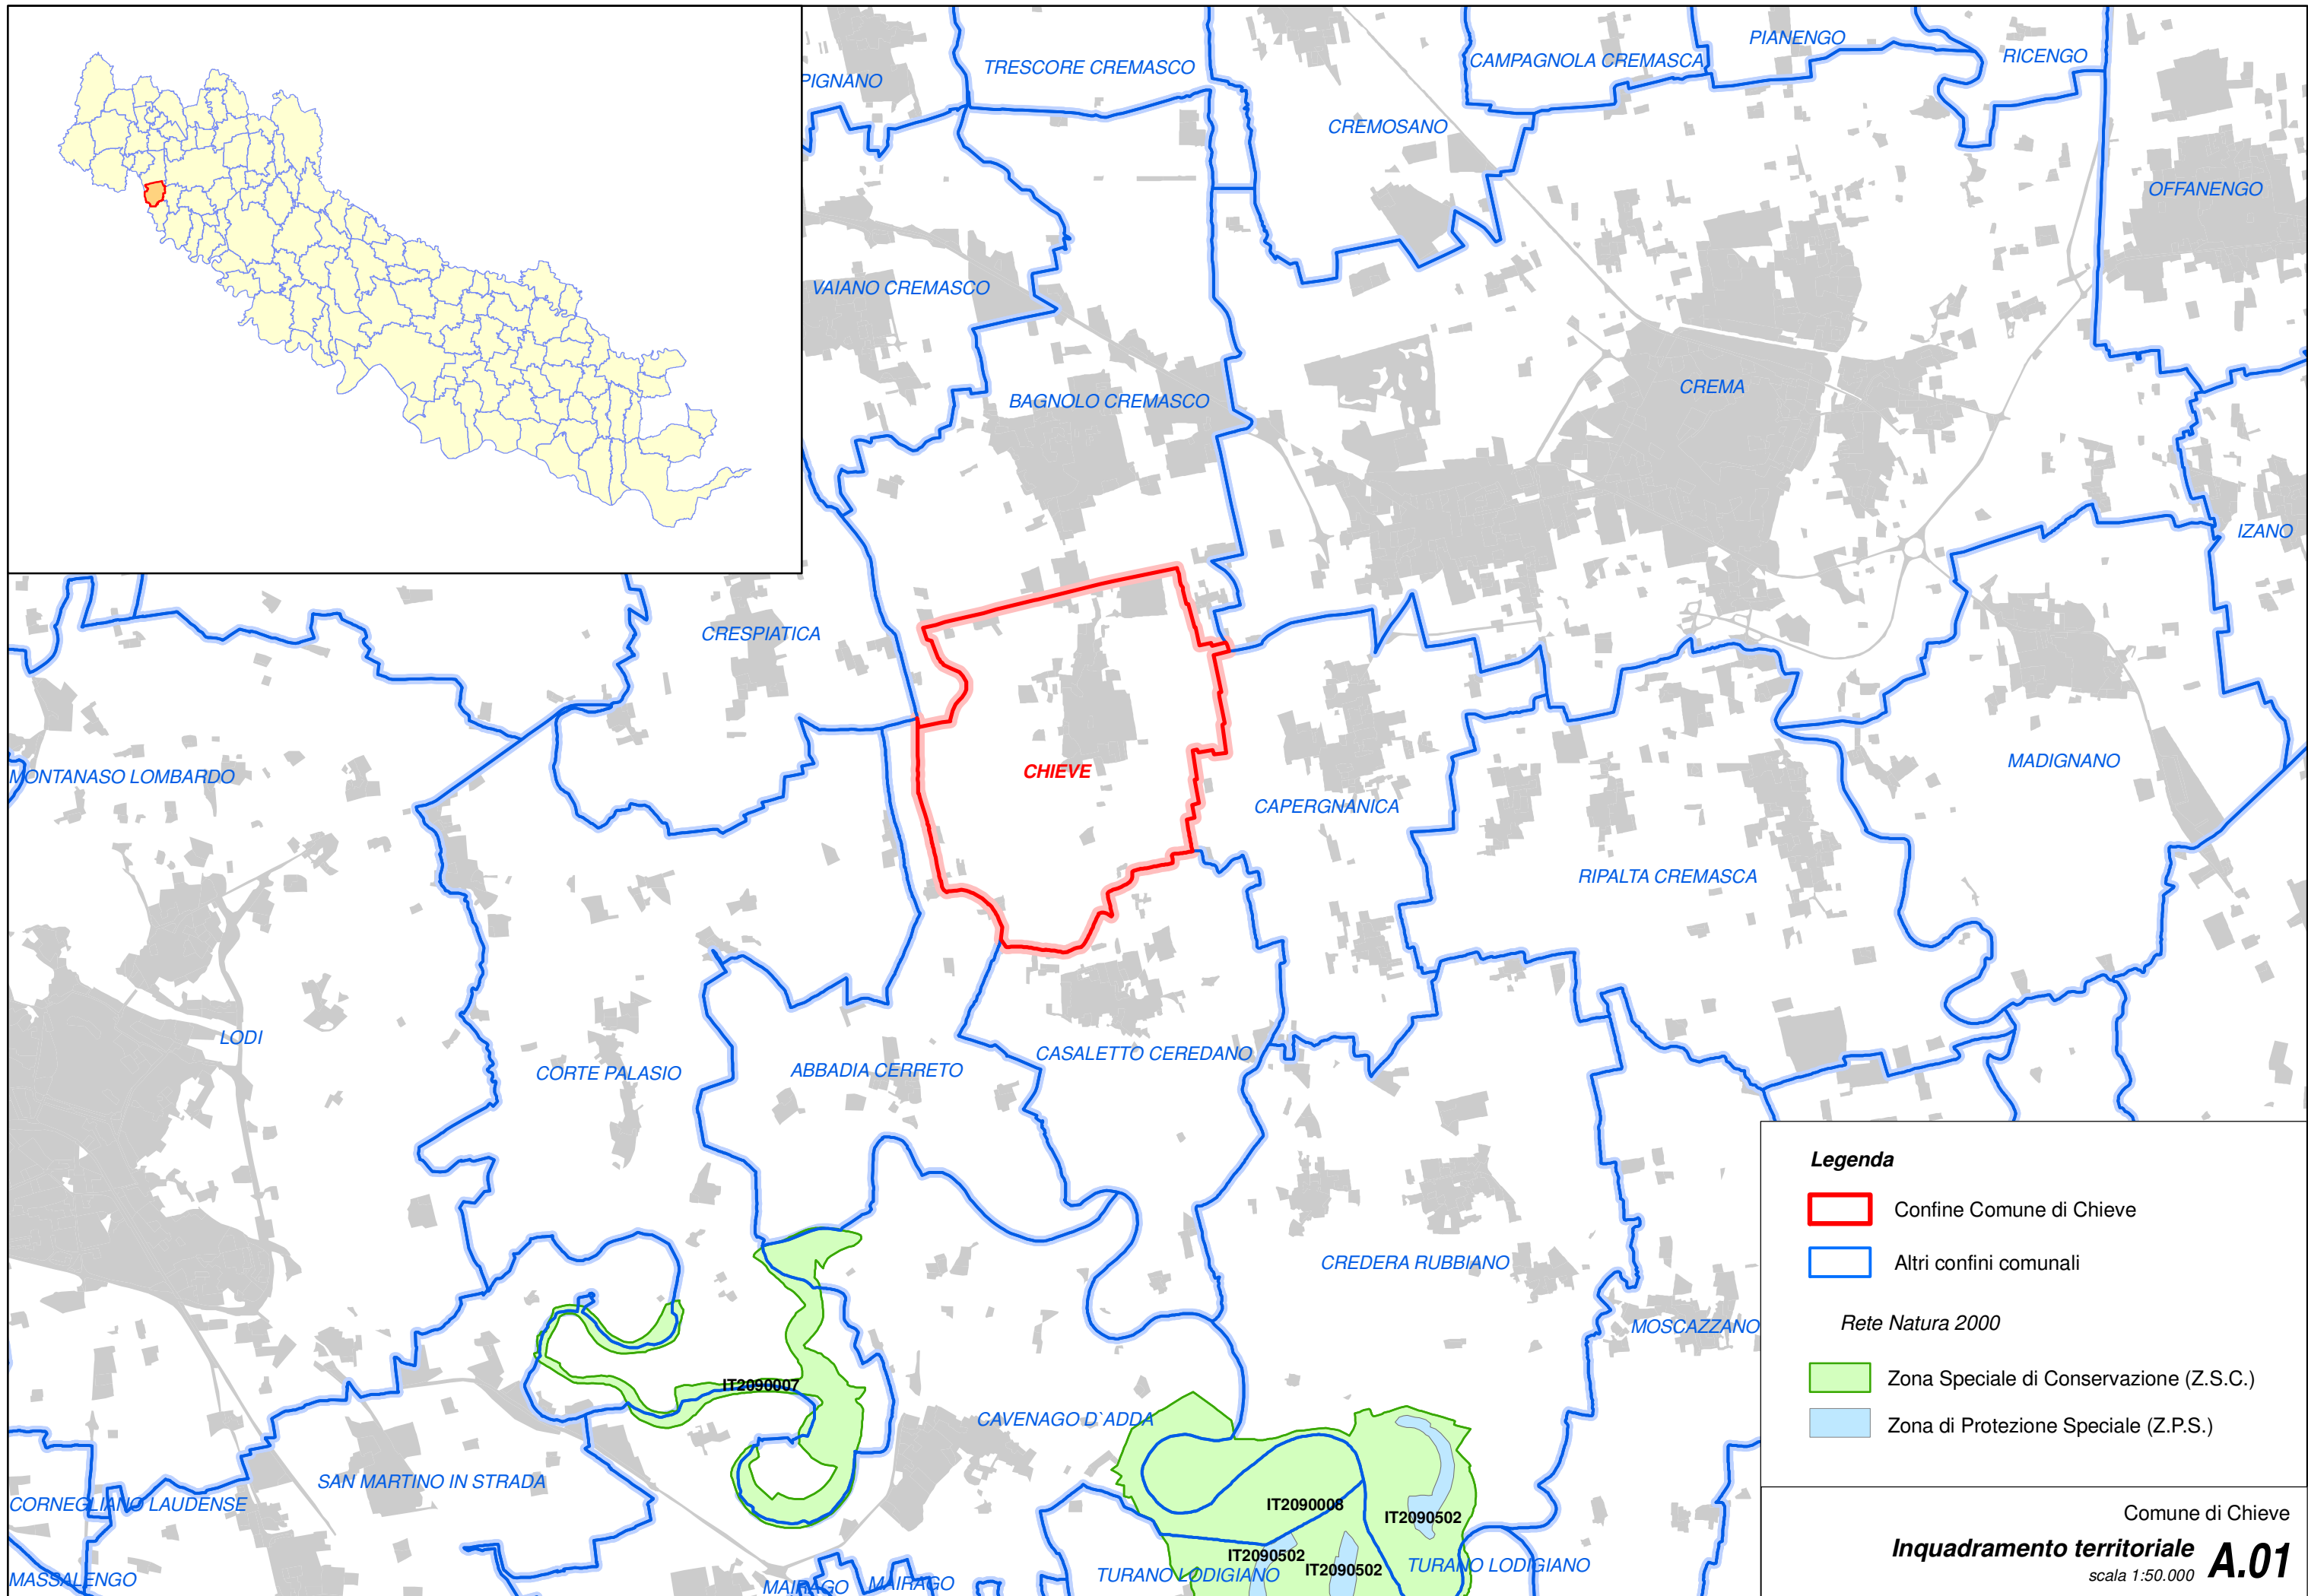 PIGNANO
TRESCORE CREMASCO
CAMPAGNOLA CREMASCA
PIANENGO
RICENGO
CREMOSANO
OFFANENGO
VAIANO CREMASCO
BAGNOLO CREMASCO
CREMA
IZANO
CRESPIATICA
MONTANASO LOMBARDO
CHIEVE
CAPERGNANICA
MADIGNANO
RIPALTA CREMASCA
LODI
CORTE PALASIO
ABBADIA CERRETO
CASALETTO CEREDANO
CREDERA RUBBIANO
MOSCAZZANO
IT2090007
CAVENAGO D`ADDA
SAN MARTINO IN STRADA
CORNEGLIANO LAUDENSE
IT2090008
IT2090502
IT2090502
IT2090502
TURANO LODIGIANO
TURANO LODIGIANO
MASSALENGO
MAIRAGO
MAIRAGO
Legenda
Confine Comune di Chieve
Altri confini comunali
Rete Natura 2000
Zona Speciale di Conservazione (Z.S.C.)
Zona di Protezione Speciale (Z.P.S.)
Comune di Chieve
Inquadramento territoriale
scala 1:50.000
A.01